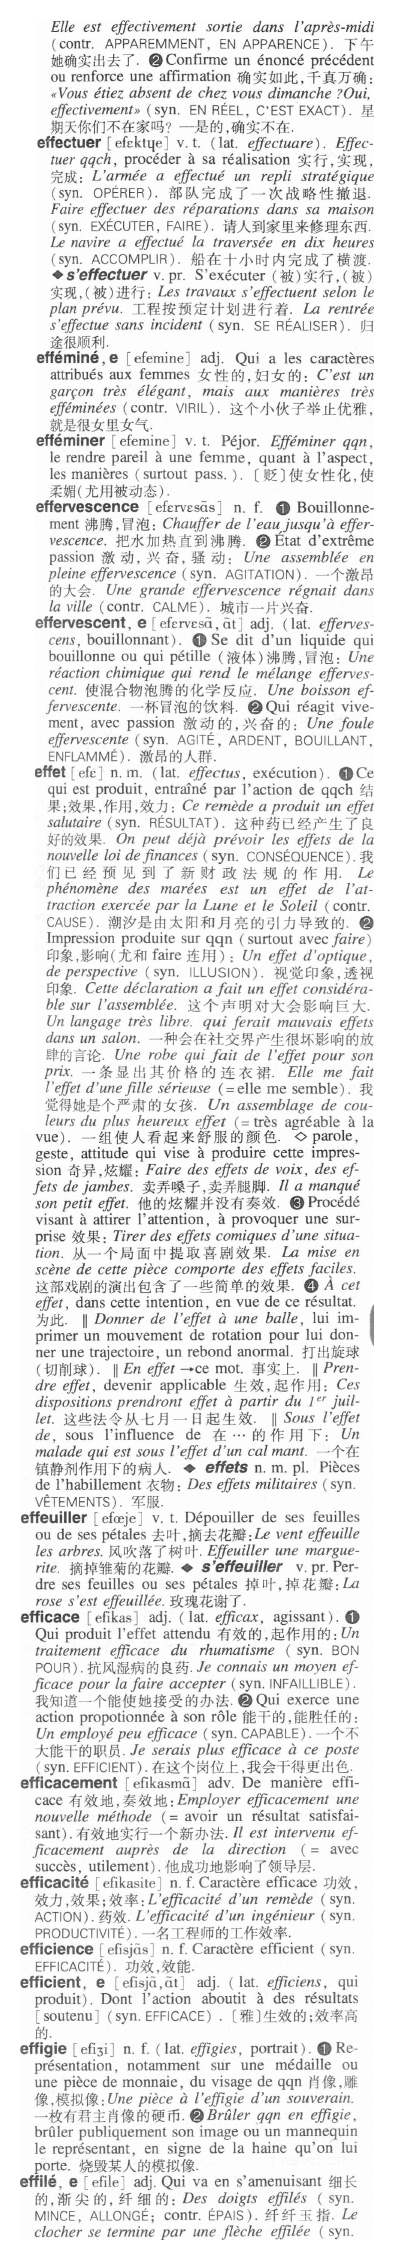 Elle est effectivement sortie dans l'après-midi
(contr. APPAREMMENT, EN APPARENCE). 下午
她确实出去了. ❷ Confirme un énoncé précédent
ou renforce une affirmation 确实如此,千真万确:
«Vous étiez absent de chez vous dimanche ?Oui,
effectivement» (syn. EN RÉEL, C'EST EXACT). 星
期天你们不在家吗? —是的,确实不在.
effectuer [efɛktɥe] v. t. (lat. effectuare). Effec-
tuer qqch, procéder à sa réalisation 实行,实现,
完成: L'armée a effectué un repli stratégique
(syn. OPÉRER). 部队完成了一次战略性撤退.
Faire effectuer des réparations dans sa maison
(syn. EXÉCUTER, FAIRE). 请人到家里来修理东西.
Le navire a effectué la traversée en dix heures
(syn. ACCOMPLIR). 船在十小时内完成了横渡.
◆ s'effectuer v. pr. S'exécuter (被)实行,(被)
实现,(被)进行: Les travaux s'effectuent selon le
plan prévu. 工程按预定计划进行着. La rentrée
s'effectue sans incident (syn. SE RÉALISER). 归
途很顺利.
efféminé, e [efemine] adj. Qui a les caractères
attribués aux femmes 女性的,妇女的: C'est un
garçon très élégant, mais aux manières très
efféminées (contr. VIRIL). 这个小伙子举止优雅,
就是很女里女气.
efféminer [efemine] v. t. Péjor. Efféminer qqn,
le rendre pareil à une femme, quant à l'aspect,
les manières (surtout pass.). [贬]使女性化,使
柔媚(尤用被动态).
effervescence [efɛrvɛsɑ̃s] n. f. ❶ Bouillonne-
ment 沸腾,冒泡: Chauffer de l'eau jusqu'à effer-
vescence. 把水加热直到沸腾. ❷ État d'extrême
passion 激动,兴奋,骚动: Une assemblée en
pleine effervescence (syn. AGITATION). 一个激昂
的大会. Une grande effervescence régnait dans
la ville (contr. CALME). 城市一片兴奋.
effervescent, e [efɛrvɛsɑ̃, ɑ̃t] adj. (lat. efferves-
cens, bouillonnant). ❶ Se dit d'un liquide qui
bouillonne ou qui pétille (液体)沸腾,冒泡: Une
réaction chimique qui rend le mélange efferves-
cent. 使混合物泡腾的化学反应. Une boisson ef-
fervescente. 一杯冒泡的饮料. ❷ Qui réagit vive-
ment, avec passion 激动的,兴奋的: Une foule
effervescente (syn. AGITÉ, ARDENT, BOUILLANT,
ENFLAMMÉ). 激昂的人群.
effet [efɛ] n. m. (lat. effectus, exécution). ❶ Ce
qui est produit, entraîné par l'action de qqch 结
果;效果,作用,效力: Ce remède a produit un effet
salutaire (syn. RÉSULTAT). 这种药已经产生了良
好的效果. On peut déjà prévoir les effets de la
nouvelle loi de finances (syn. CONSÉQUENCE). 我
们已经预见到了新财政法规的作用. Le
phénomène des marées est un effet de l'at-
traction exercée par la Lune et le Soleil (contr.
CAUSE). 潮汐是由太阳和月亮的引力导致的. ❷
Impression produite sur qqn (surtout avec faire)
印象,影响(尤和 faire 连用): Un effet d'optique,
de perspective (syn. ILLUSION). 视觉印象,透视
印象. Cette déclaration a fait un effet considéra-
ble sur l'assemblée. 这个声明对大会影响巨大.
Un langage très libre. qui ferait mauvais effets
dans un salon. 一种会在社交界产生很坏影响的放
肆的言论. Une robe qui fait de l'effet pour son
prix. 一条显出其价格的连衣裙. Elle me fait
l'effet d'une fille sérieuse (=elle me semble). 我
觉得她是个严肃的女孩. Un assemblage de cou-
leurs du plus heureux effet (=très agréable à la
vue). 一组使人看起来舒服的颜色. ◇ parole,
geste, attitude qui vise à produire cette impres-
sion 奇异,炫耀: Faire des effets de voix, des ef-
fets de jambes. 卖弄嗓子,卖弄腿脚. Il a manqué
son petit effet. 他的炫耀并没有奏效. ❸ Procédé
visant à attirer l'attention, à provoquer une sur-
prise 效果: Tirer des effets comiques d'une situa-
tion. 从一个局面中提取喜剧效果. La mise en
scène de cette pièce comporte des effets faciles.
这部戏剧的演出包含了一些简单的效果. ❹ À cet
effet, dans cette intention, en vue de ce résultat.
为此. ‖ Donner de l'effet à une balle, lui im-
primer un mouvement de rotation pour lui don-
ner une trajectoire, un rebond anormal. 打出旋球
(切削球). ‖ En effet →ce mot. 事实上. ‖ Pren-
dre effet, devenir applicable 生效,起作用: Ces
dispositions prendront effet à partir du 1er juil-
let. 这些法令从七月一日起生效. ‖ Sous l'effet
de, sous l'influence de 在…的作用下: Un
malade qui est sous l'effet d'un cal mant. 一个在
镇静剂作用下的病人. ◆ effets n. m. pl. Pièces
de l'habillement 衣物: Des effets militaires (syn.
VÊTEMENTS). 军服.
effeuiller [efœje] v. t. Dépouiller de ses feuilles
ou de ses pétales 去叶,摘去花瓣: Le vent effeuille
les arbres. 风吹落了树叶. Effeuiller une margue-
rite. 摘掉雏菊的花瓣. ◆ s'effeuiller v. pr. Per-
dre ses feuilles ou ses pétales 掉叶,掉花瓣: La
rose s'est effeuillée. 玫瑰花谢了.
efficace [efikas] adj. (lat. efficax, agissant). ❶
Qui produit l'effet attendu 有效的,起作用的: Un
traitement efficace du rhumatisme (syn. BON
POUR). 抗风湿病的良药. Je connais un moyen ef-
ficace pour la faire accepter (syn. INFAILLIBLE).
我知道一个能使她接受的办法. ❷ Qui exerce une
action propotionnée à son rôle 能干的,能胜任的:
Un employé peu efficace (syn. CAPABLE). 一个不
大能干的职员. Je serais plus efficace à ce poste
(syn. EFFICIENT). 在这个岗位上,我会干得更出色.
efficacement [efikasmɑ̃] adv. De manière effi-
cace 有效地,奏效地: Employer efficacement une
nouvelle méthode (= avoir un résultat satisfai-
sant). 有效地实行一个新办法. Il est intervenu ef-
ficacement auprès de la direction (= avec
succès, utilement). 他成功地影响了领导层.
efficacité [efikasite] n. f. Caractère efficace 功效,
效力,效果;效率: L'efficacité d'un remède (syn.
ACTION). 药效. L'efficacité d'un ingénieur (syn.
PRODUCTIVITÉ). 一名工程师的工作效率.
efficience [efisjɑ̃s] n. f. Caractère efficient (syn.
EFFICACITÉ). 功效,效能.
efficient, e [efisjɑ̃, ɑ̃t] adj. (lat. efficiens, qui
produit). Dont l'action aboutit à des résultats
[soutenu] (syn. EFFICACE). [雅]生效的;效率高
的.
effigie [efiʒi] n. f. (lat. effigies, portrait). ❶ Re-
présentation, notamment sur une médaille ou
une pièce de monnaie, du visage de qqn 肖像,雕
像,模拟像: Une pièce à l'effigie d'un souverain.
一枚有君主肖像的硬币. ❷ Brûler qqn en effigie,
brûler publiquement son image ou un mannequin
le représentant, en signe de la haine qu'on lui
porte. 烧毁某人的模拟像.
effilé, e [efile] adj. Qui va en s'amenuisant 细长
的,渐尖的,纤细的: Des doigts effilés (syn.
MINCE, ALLONGÉ; contr. ÉPAIS). 纤纤玉指. Le
clocher se termine par une flèche effilée (syn.